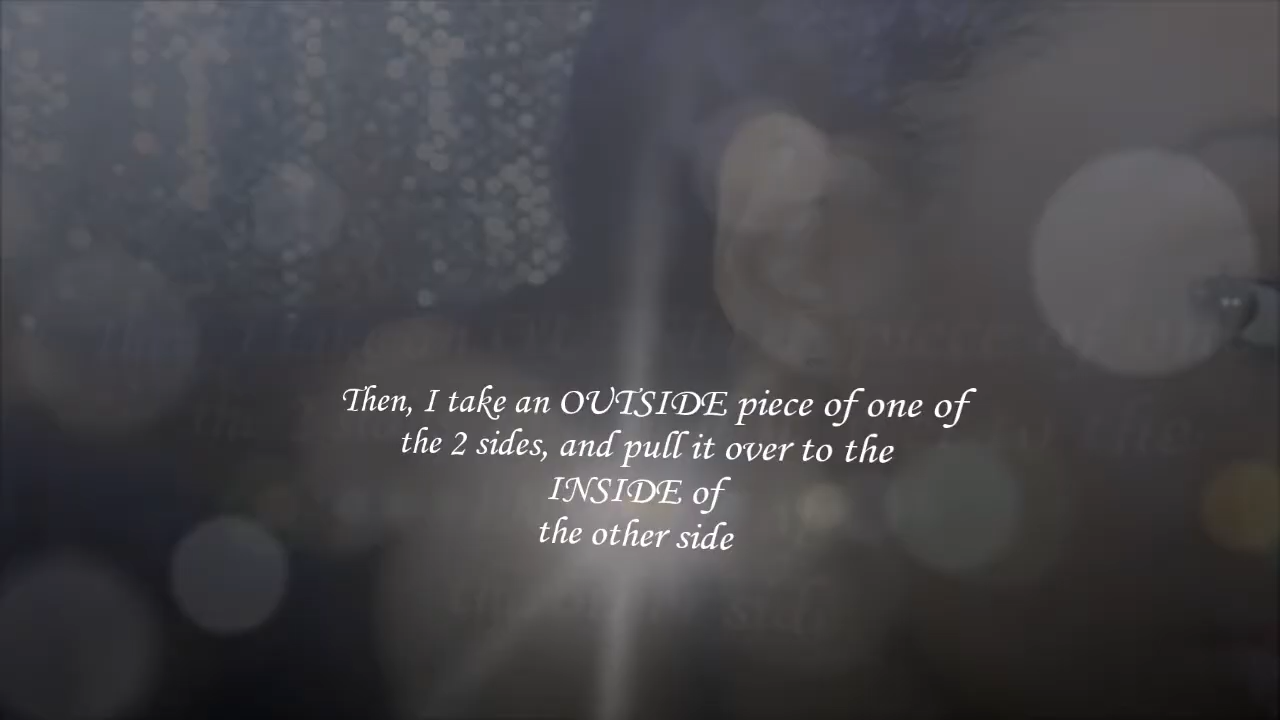 Then, I take an OUTSIDE piece of one of
the 2 sides, and pull it over to the
INSIDE of
the other side